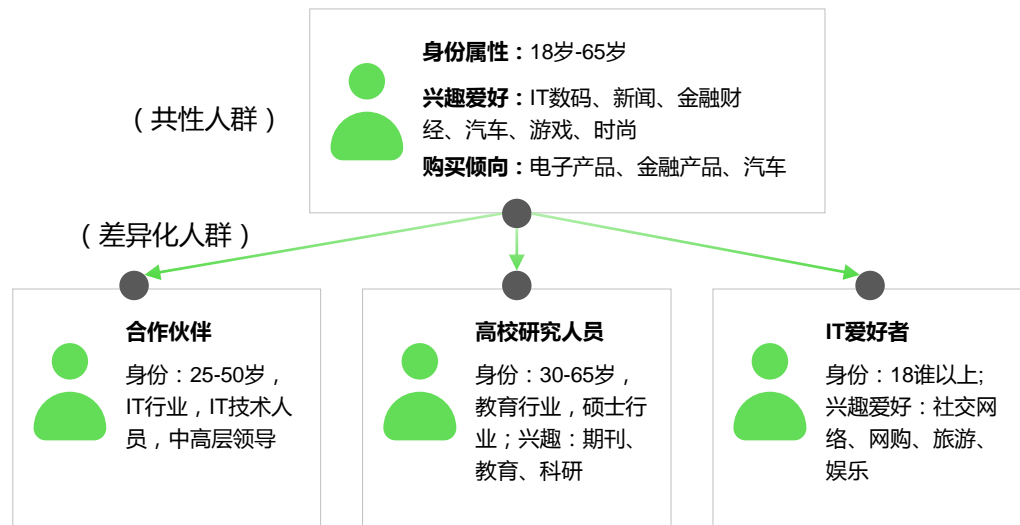 身份属性：18岁-65岁
兴趣爱好：IT数码、新闻、金融财
经、汽车、游戏、时尚
购买倾向：电子产品、金融产品、汽车
（共性人群）
（差异化人群）
合作伙伴
身份：25-50岁，
IT行业，IT技术人
员，中高层领导
高校研究人员
身份：30-65岁，
教育行业，硕士行
业；兴趣：期刊、
教育、科研
IT爱好者
身份：18谁以上;
兴趣爱好：社交网
络、网购、旅游、
娱乐